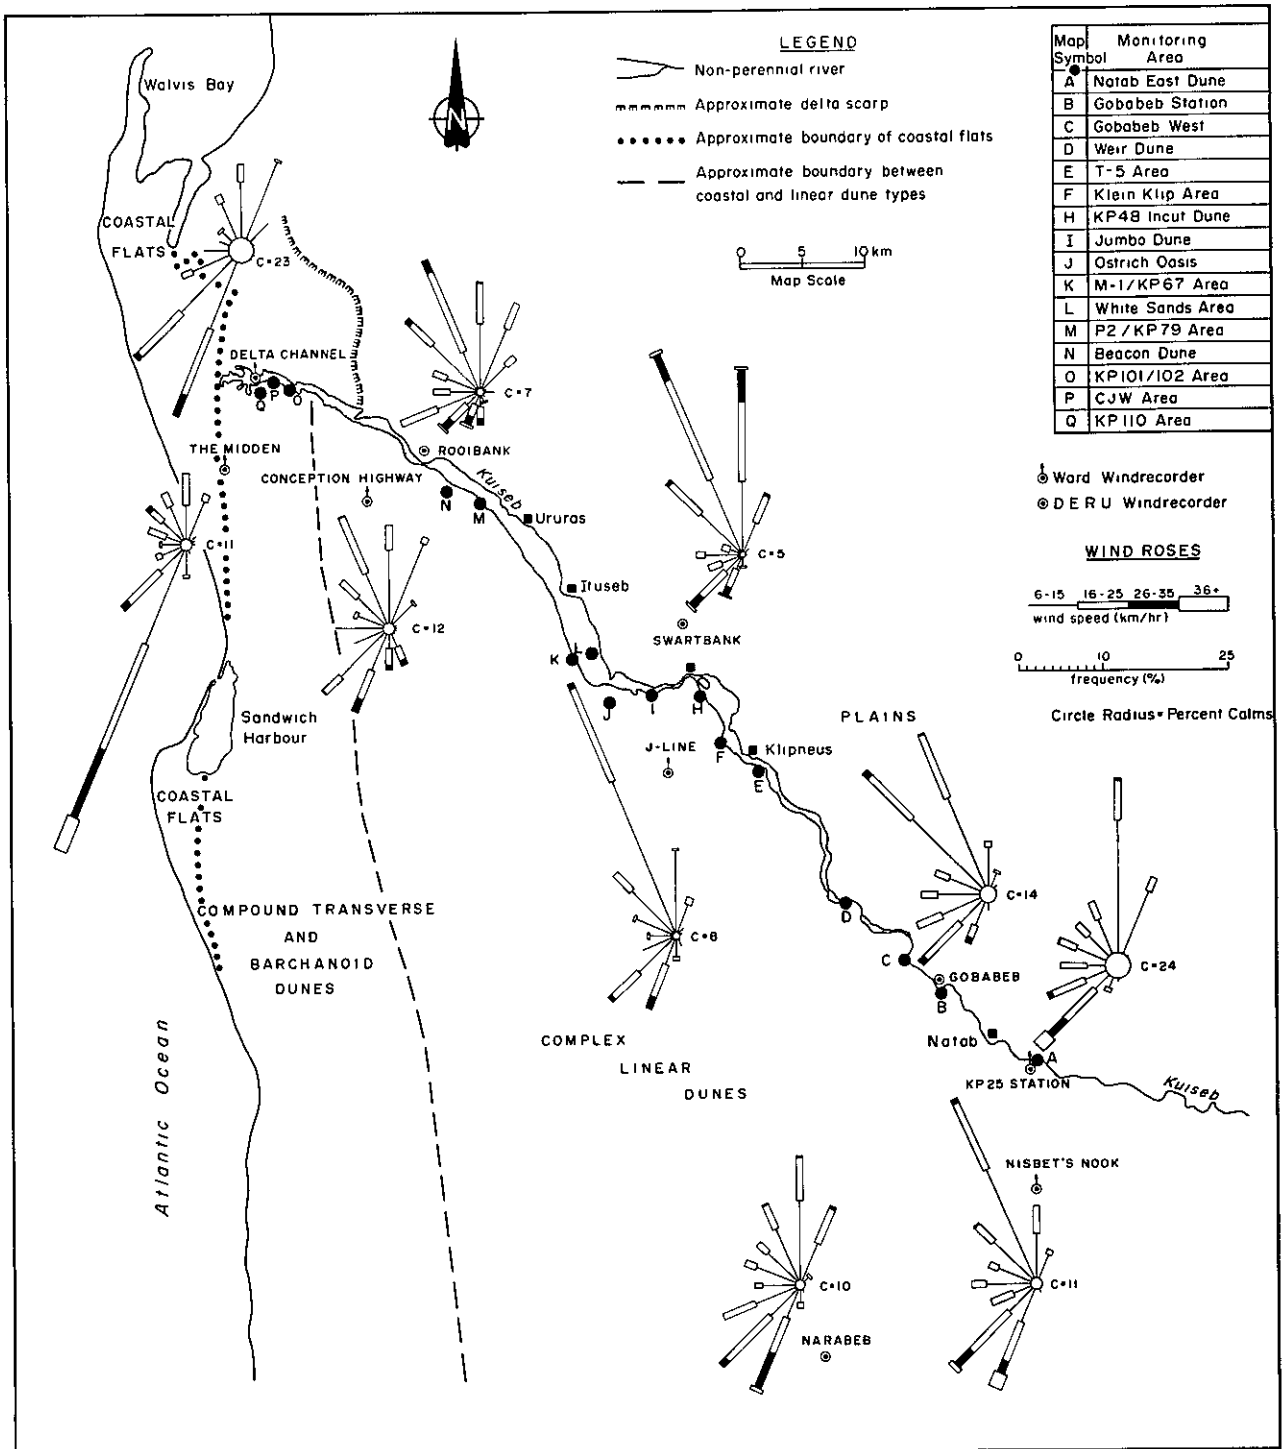 LEGEND
Non-perennial river
Approximate delta scarp
Approximate boundary of coastal flats
Approximate boundary between
coastal and linear dune types
N
0 5 10 km
Map Scale
Map Symbol Monitoring Area
A Natab East Dune
B Gobabeb Station
C Gobabeb West
D Weir Dune
E T-5 Area
F Klein Klip Area
H KP48 Incut Dune
I Jumbo Dune
J Ostrich Oasis
K M-1/KP67 Area
L White Sands Area
M P2/KP79 Area
N Beacon Dune
O KP101/102 Area
P CJW Area
Q KP110 Area
Ward Windrecorder
DERU Windrecorder
WIND ROSES
6-15 16-25 26-35 36+
wind speed (km/hr)
0 10 25
frequency (%)
Circle Radius=Percent Calms
Walvis Bay
COASTAL
FLATS
C=23
DELTA CHANNEL
Q P O
C=7
THE MIDDEN
ROOIBANK
CONCEPTION HIGHWAY
Kuiseb
N M
Ururas
C=11
C=5
Ituseb
C=12
SWARTBANK
K L
J I H
Sandwich
Harbour
PLAINS
J-LINE
F Klipneus
E
COASTAL
FLATS
C=14
COMPOUND TRANSVERSE
AND
BARCHANOID
DUNES
D
C=8
C
GOBABEB
B
C=24
Natab
A
KP25 STATION
Kuiseb
COMPLEX
LINEAR
DUNES
Atlantic Ocean
NISBET'S NOOK
C=10
C=11
NARABEB